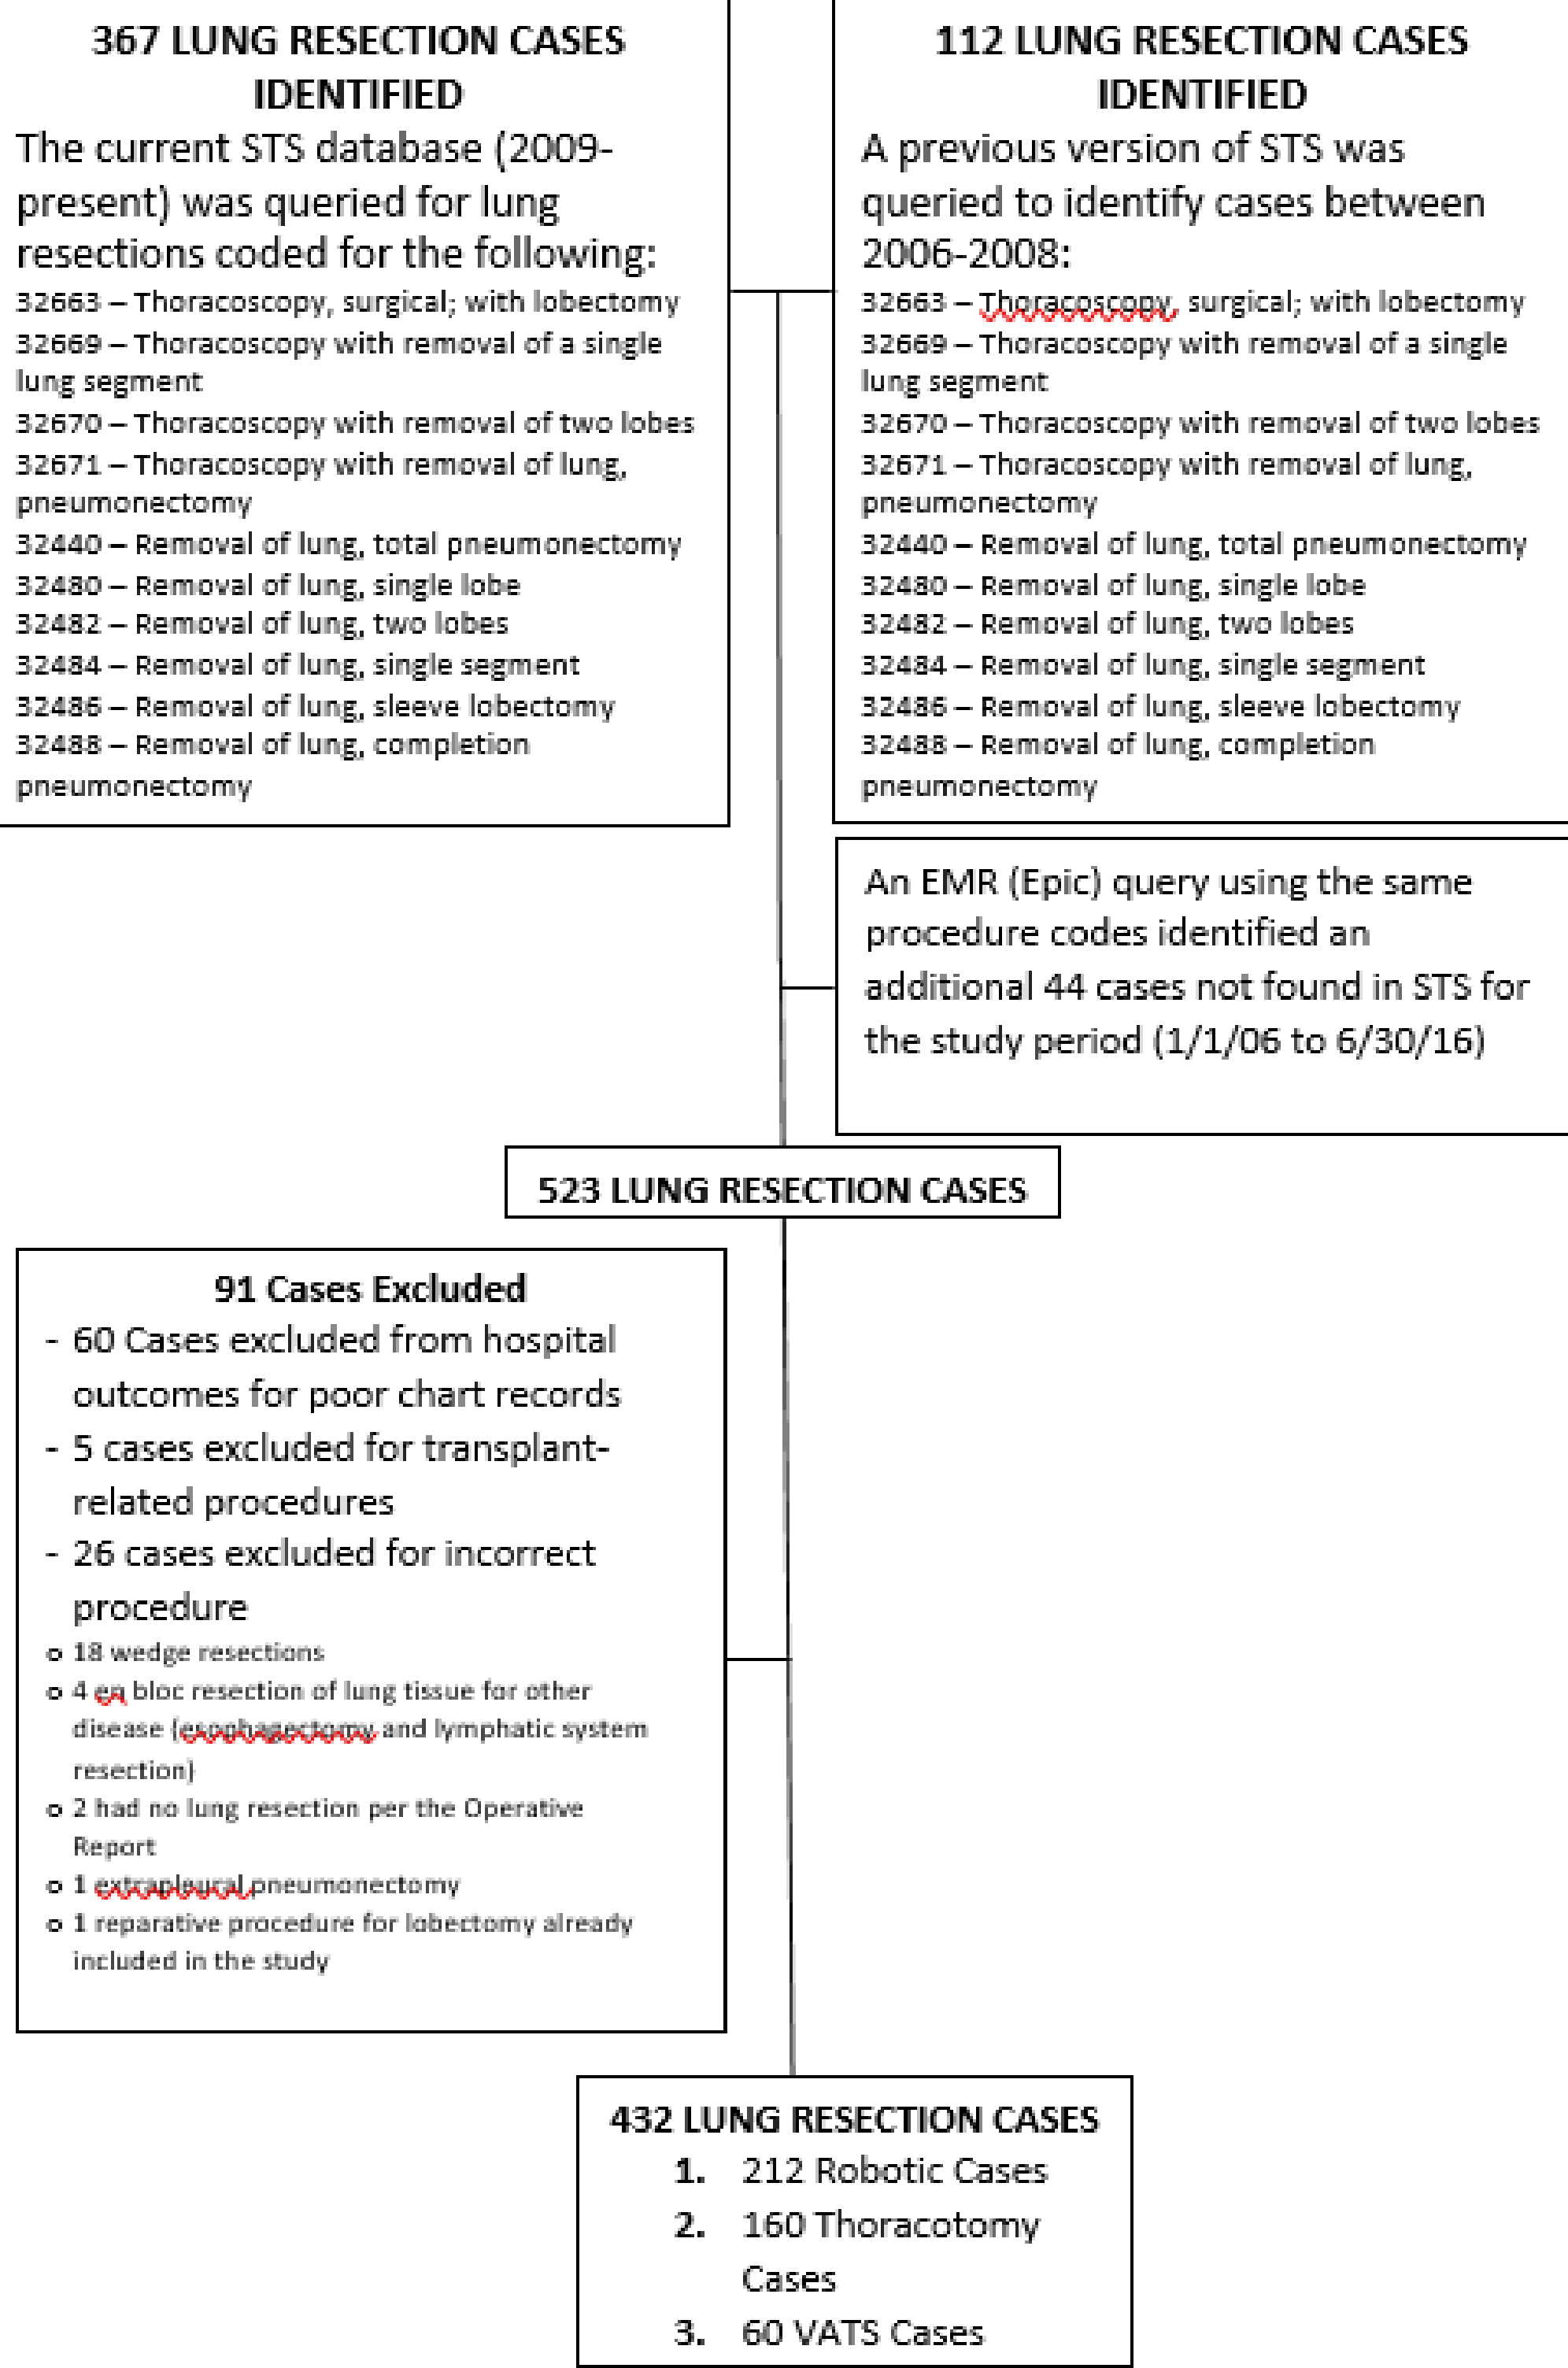 367 LUNG RESECTION CASES
IDENTIFIED
The current STS database (2009-
present) was queried for lung
resections coded for the following:
32663 – Thoracoscopy, surgical; with lobectomy
32669 – Thoracoscopy with removal of a single
lung segment
32670 – Thoracoscopy with removal of two lobes
32671 – Thoracoscopy with removal of lung,
pneumonectomy
32440 – Removal of lung, total pneumonectomy
32480 – Removal of lung, single lobe
32482 – Removal of lung, two lobes
32484 – Removal of lung, single segment
32486 – Removal of lung, sleeve lobectomy
32488 – Removal of lung, completion
pneumonectomy
112 LUNG RESECTION CASES
IDENTIFIED
A previous version of STS was
queried to identify cases between
2006-2008:
32663 – Thoracoscopy, surgical; with lobectomy
32669 – Thoracoscopy with removal of a single
lung segment
32670 – Thoracoscopy with removal of two lobes
32671 – Thoracoscopy with removal of lung,
pneumonectomy
32440 – Removal of lung, total pneumonectomy
32480 – Removal of lung, single lobe
32482 – Removal of lung, two lobes
32484 – Removal of lung, single segment
32486 – Removal of lung, sleeve lobectomy
32488 – Removal of lung, completion
pneumonectomy
An EMR (Epic) query using the same
procedure codes identified an
additional 44 cases not found in STS for
the study period (1/1/06 to 6/30/16)
523 LUNG RESECTION CASES
91 Cases Excluded
- 60 Cases excluded from hospital
outcomes for poor chart records
- 5 cases excluded for transplant-
related procedures
- 26 cases excluded for incorrect
procedure
o 18 wedge resections
o 4 en bloc resection of lung tissue for other
disease (esophagectomy and lymphatic system
resection)
o 2 had no lung resection per the Operative
Report
o 1 extrapleural pneumonectomy
o 1 reparative procedure for lobectomy already
included in the study
432 LUNG RESECTION CASES
1. 212 Robotic Cases
2. 160 Thoracotomy
Cases
3. 60 VATS Cases